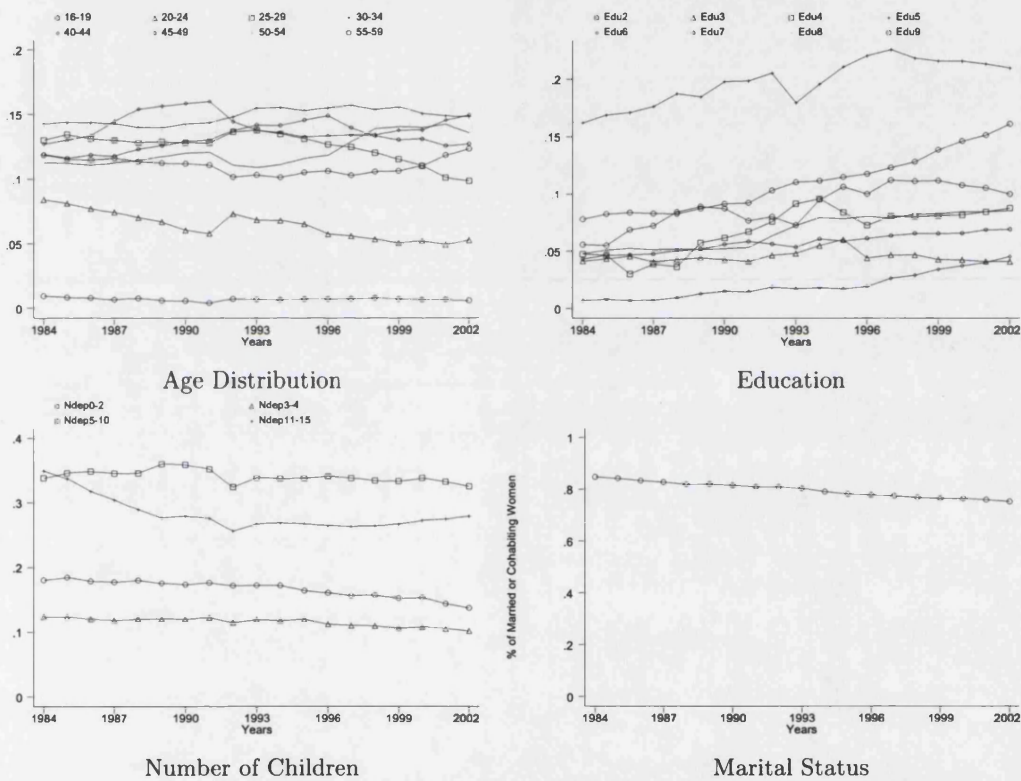 16-19 20-24 25-29 30-34
40-44 45-49 50-54 55-59
.2
.15
.1
.05
0
1984 1987 1990 1993 1996 1999 2002
Years
Age Distribution
Edu2 Edu3 Edu4 Edu5
Edu6 Edu7 Edu8 Edu9
.2
.15
.1
.05
0
1984 1987 1990 1993 1996 1999 2002
Years
Education
Ndep0-2 Ndep3-4
Ndep5-10 Ndep11-15
.4
.3
.2
.1
0
1984 1987 1990 1993 1996 1999 2002
Years
Number of Children
% of Married or Cohabiting Women
1
.8
.6
.4
.2
0
1984 1987 1990 1993 1996 1999 2002
Years
Marital Status